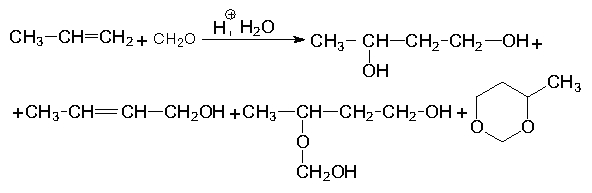 CH₃-CH=CH₂ + CH₂O H⊕, H₂O CH₃-CH-CH₂-CH₂-OH +
OH
+CH₃-CH=CH-CH₂OH + CH₃-CH-CH₂-CH₂-OH + CH₃
O O O
CH₂OH